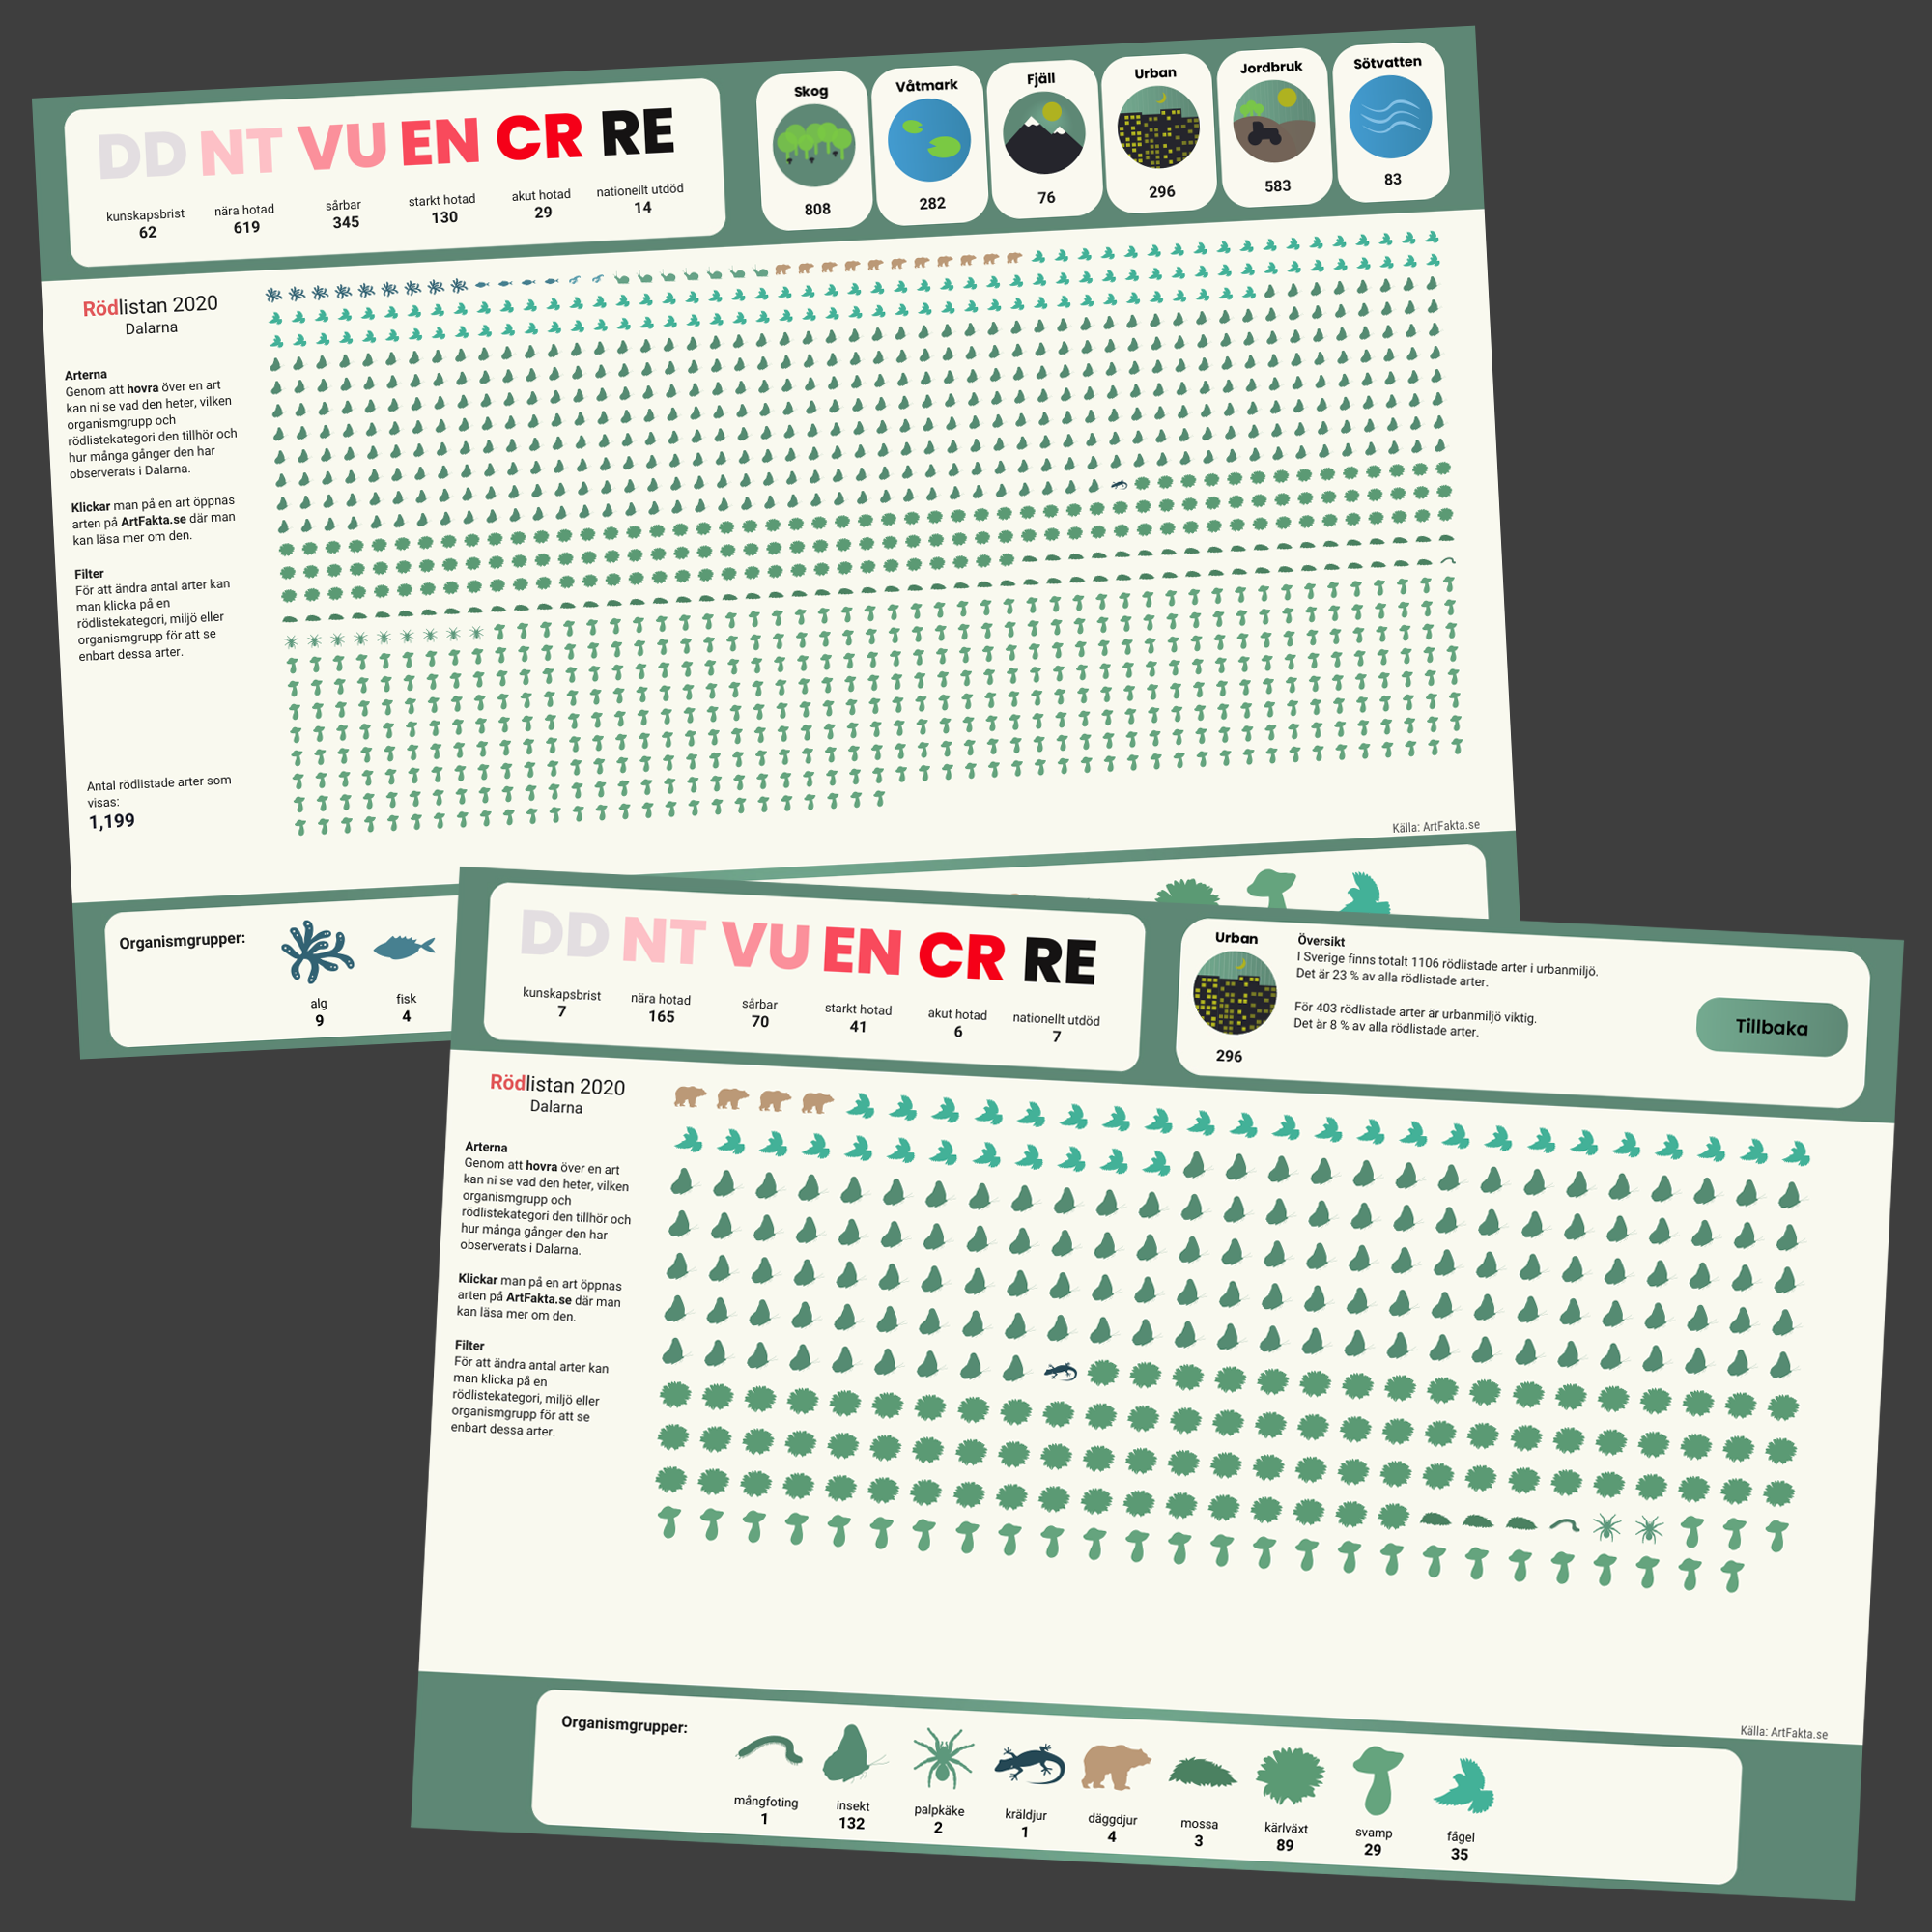 DD NT VU EN CR RE
kunskapsbrist nära hotad sårbar starkt hotad akut hotad nationellt utdöd
62 619 345 130 29 14
Skog Våtmark Fjäll Urban Jordbruk Sötvatten
808 282 76 296 583 83
Rödlistan 2020
Dalarna
Arterna
Genom att hovra över en art
kan ni se vad den heter, vilken
organismgrupp och
rödlistekategori den tillhör och
hur många gånger den har
observerats i Dalarna.
Klickar man på en art öppnas
arten på ArtFakta.se där man
kan läsa mer om den.
Filter
För att ändra antal arter kan
man klicka på en
rödlistekategori, miljö eller
organismgrupp för att se
enbart dessa arter.
Antal rödlistade arter som
visas:
1,199
Källa: ArtFakta.se
Organismgrupper:
alg fisk
9 4
DD NT VU EN CR RE
kunskapsbrist nära hotad sårbar starkt hotad akut hotad nationellt utdöd
7 165 70 41 6 7
Urban
296
Översikt
I Sverige finns totalt 1106 rödlistade arter i urbanmiljö.
Det är 23 % av alla rödlistade arter.
För 403 rödlistade arter är urbanmiljö viktig.
Det är 8 % av alla rödlistade arter.
Tillbaka
Rödlistan 2020
Dalarna
Arterna
Genom att hovra över en art
kan ni se vad den heter, vilken
organismgrupp och
rödlistekategori den tillhör och
hur många gånger den har
observerats i Dalarna.
Klickar man på en art öppnas
arten på ArtFakta.se där man
kan läsa mer om den.
Filter
För att ändra antal arter kan
man klicka på en
rödlistekategori, miljö eller
organismgrupp för att se
enbart dessa arter.
Källa: ArtFakta.se
Organismgrupper:
mångfoting insekt palpkäke kräldjur däggdjur mossa kärlväxt svamp fågel
1 132 2 1 4 3 89 29 35